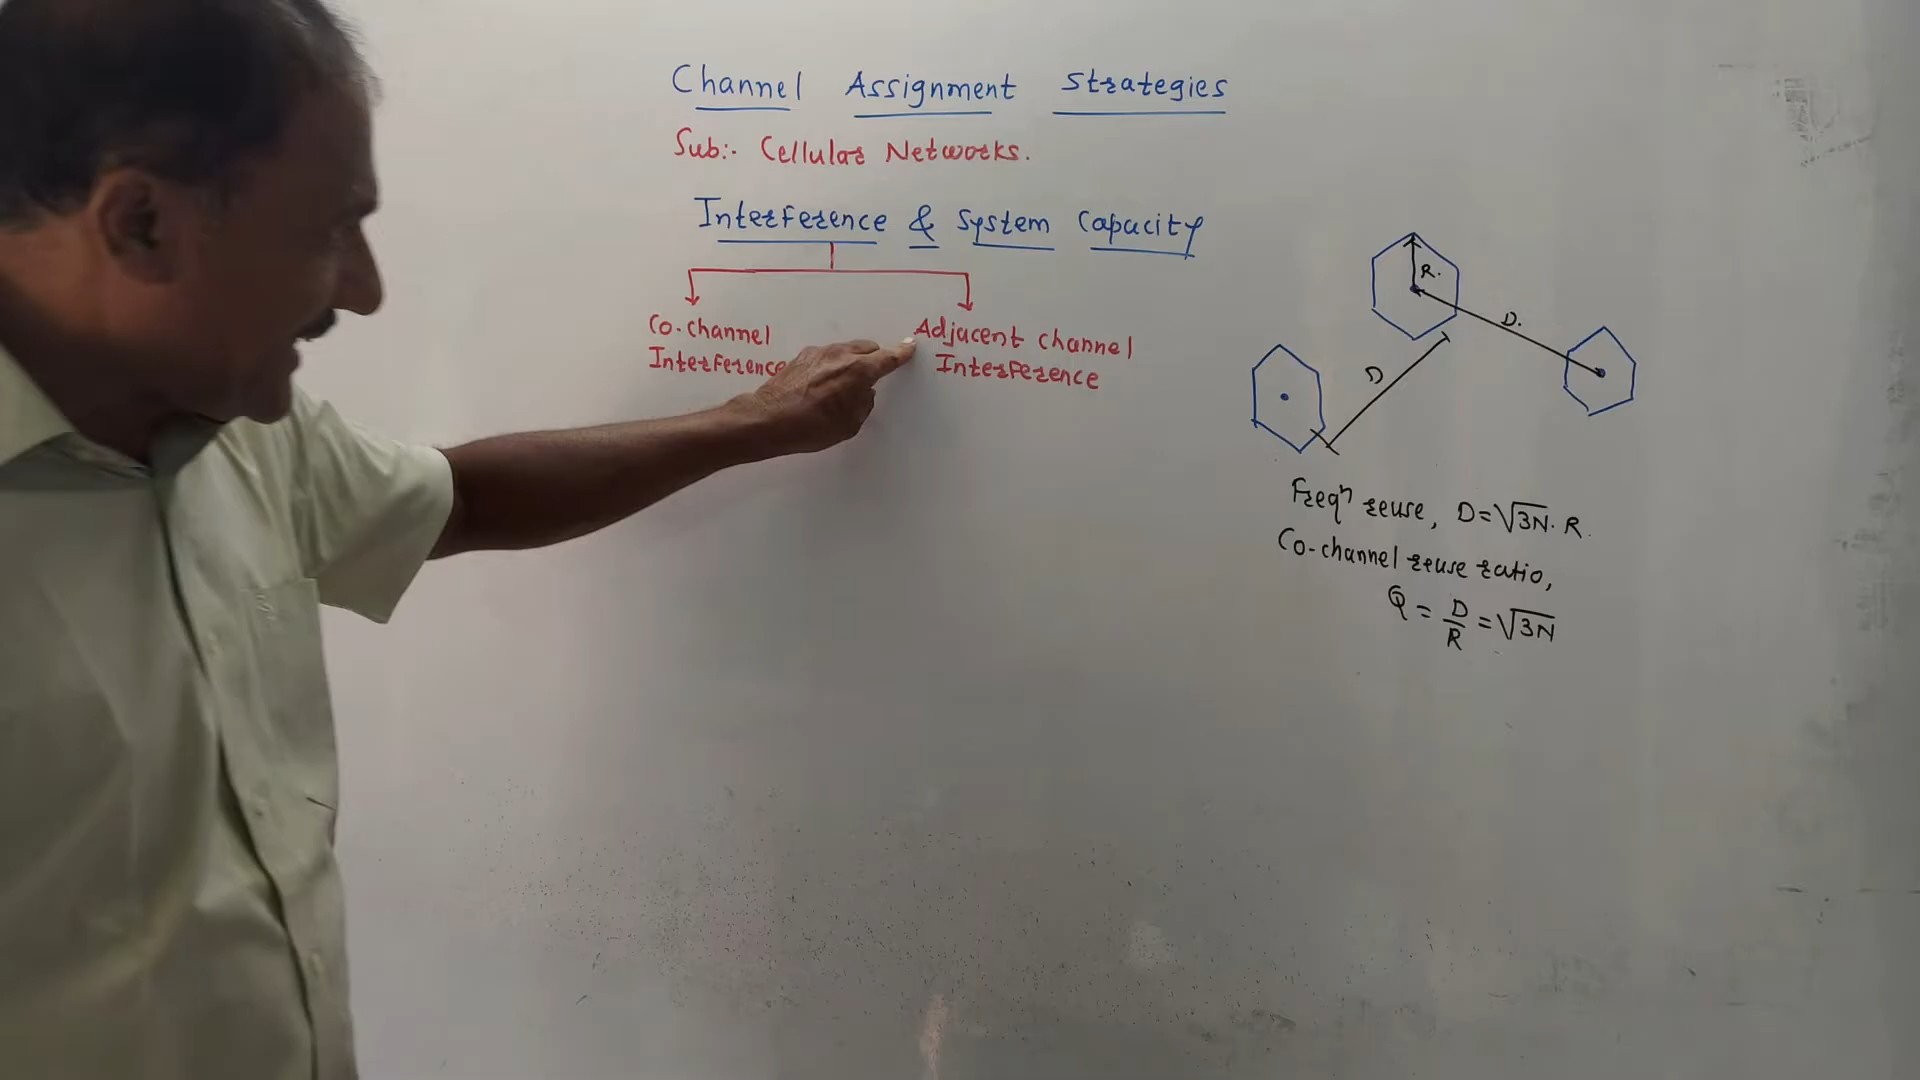 Channel Assignment Strategies
Sub:- Cellular Networks.
Interference & System Capacity
Co-channel
Interference
Adjacent channel
Interference
R.
D.
D
Freqⁿ reuse, D=√3N. R.
Co-channel reuse ratio,
Q = D/R = √3N